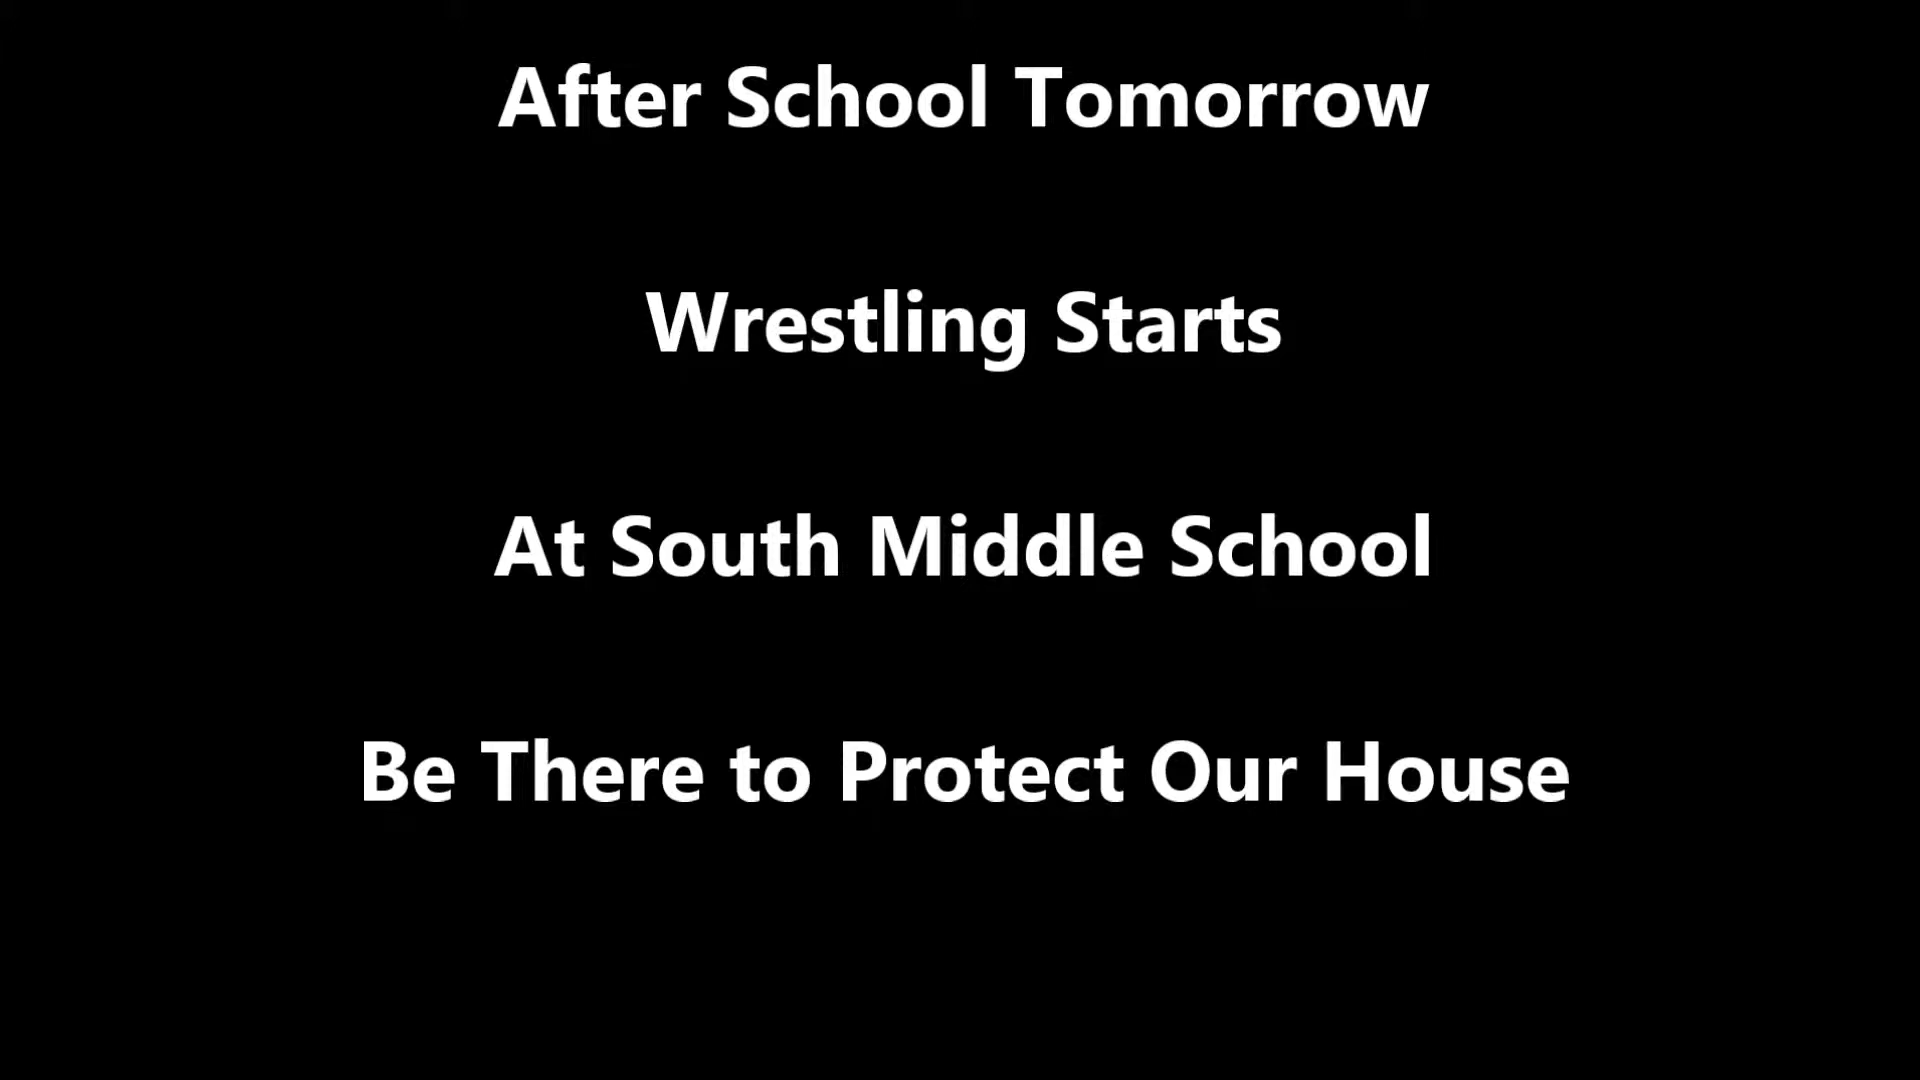 After School Tomorrow
Wrestling Starts
At South Middle School
Be There to Protect Our House